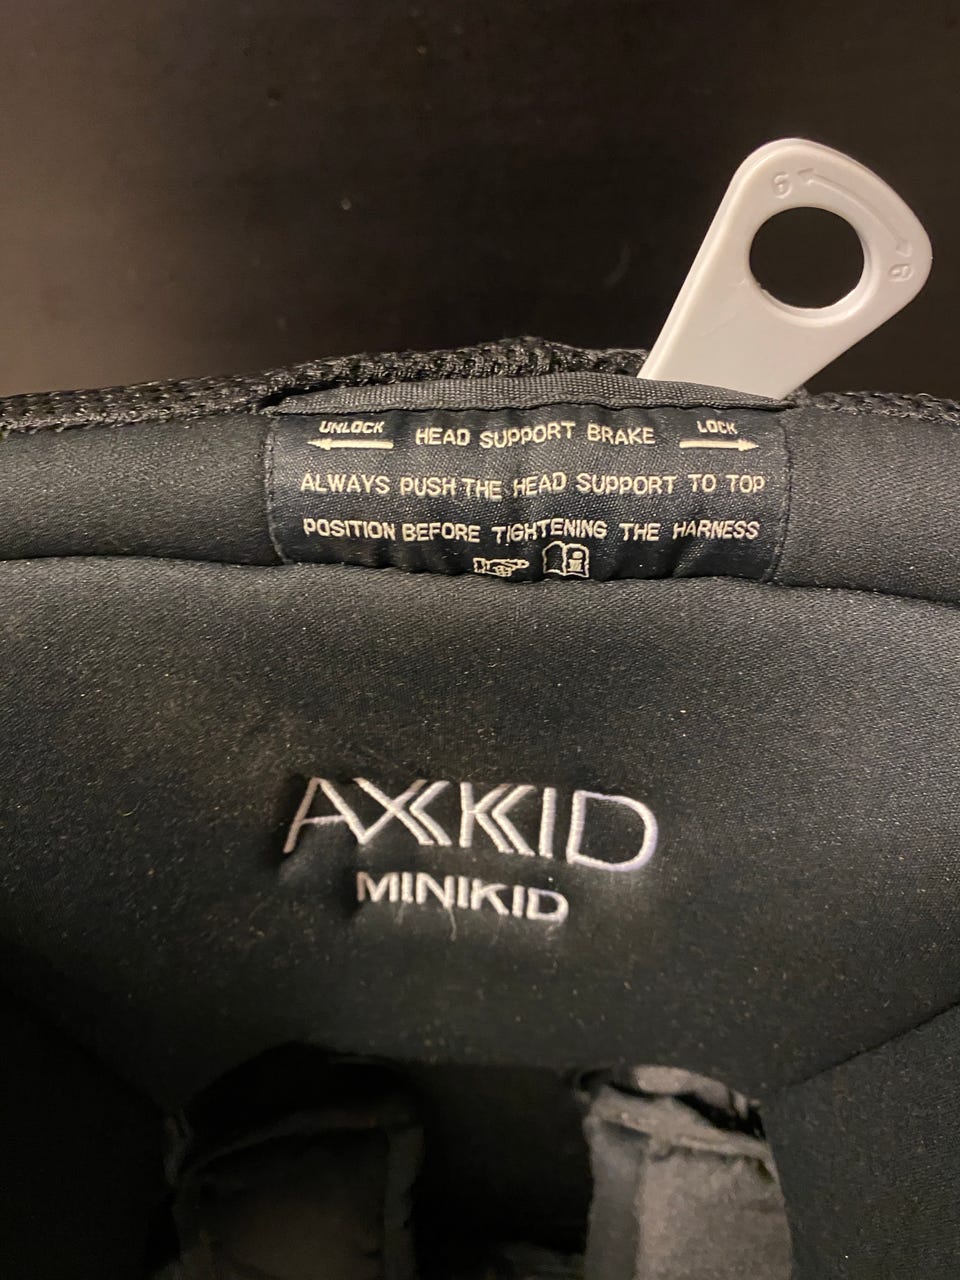 UNLOCK HEAD SUPPORT BRAKE LOCK
ALWAYS PUSH THE HEAD SUPPORT TO TOP
POSITION BEFORE TIGHTENING THE HARNESS
AXKID
MINIKID